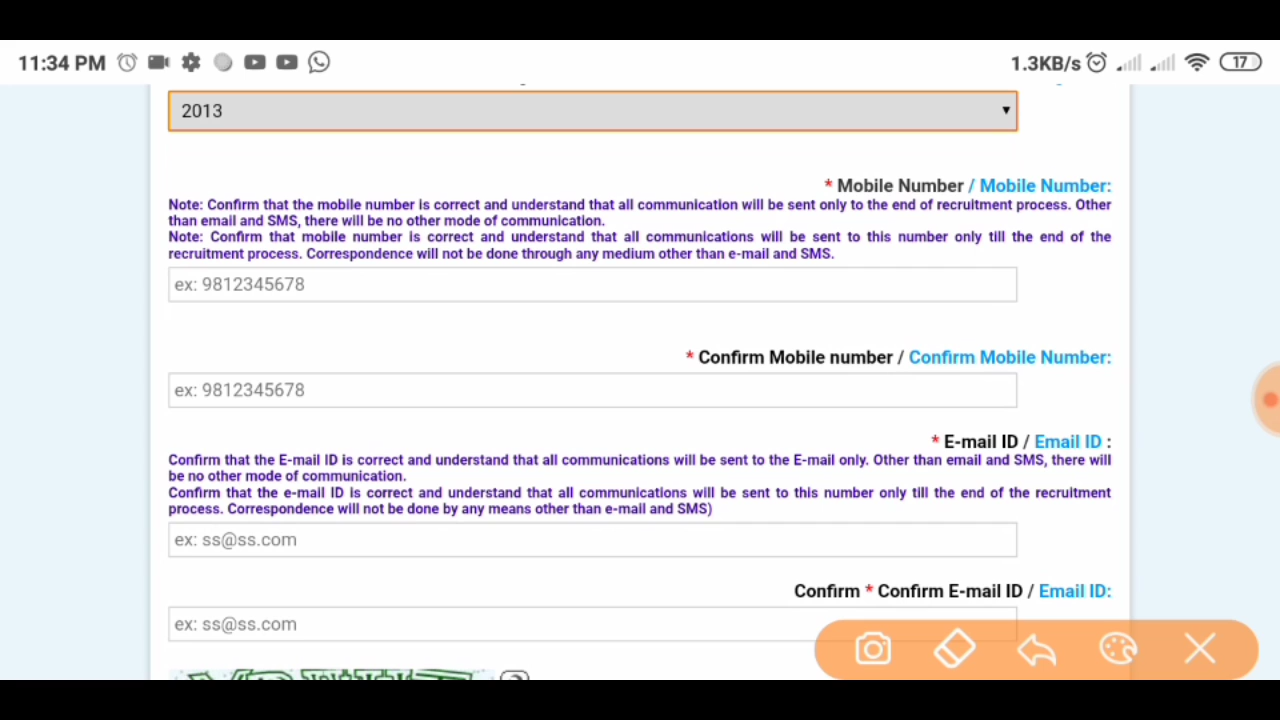 11:34 PM 1.3KB/s 17
2013
* Mobile Number / Mobile Number:
Note: Confirm that the mobile number is correct and understand that all communication will be sent only to the end of recruitment process. Other
than email and SMS, there will be no other mode of communication.
Note: Confirm that mobile number is correct and understand that all communications will be sent to this number only till the end of the
recruitment process. Correspondence will not be done through any medium other than e-mail and SMS.
ex: 9812345678
* Confirm Mobile number / Confirm Mobile Number:
ex: 9812345678
* E-mail ID / Email ID :
Confirm that the E-mail ID is correct and understand that all communications will be sent to the E-mail only. Other than email and SMS, there will
be no other mode of communication.
Confirm that the e-mail ID is correct and understand that all communications will be sent to this number only till the end of the recruitment
process. Correspondence will not be done by any means other than e-mail and SMS)
ex: ss@ss.com
Confirm * Confirm E-mail ID / Email ID:
ex: ss@ss.com